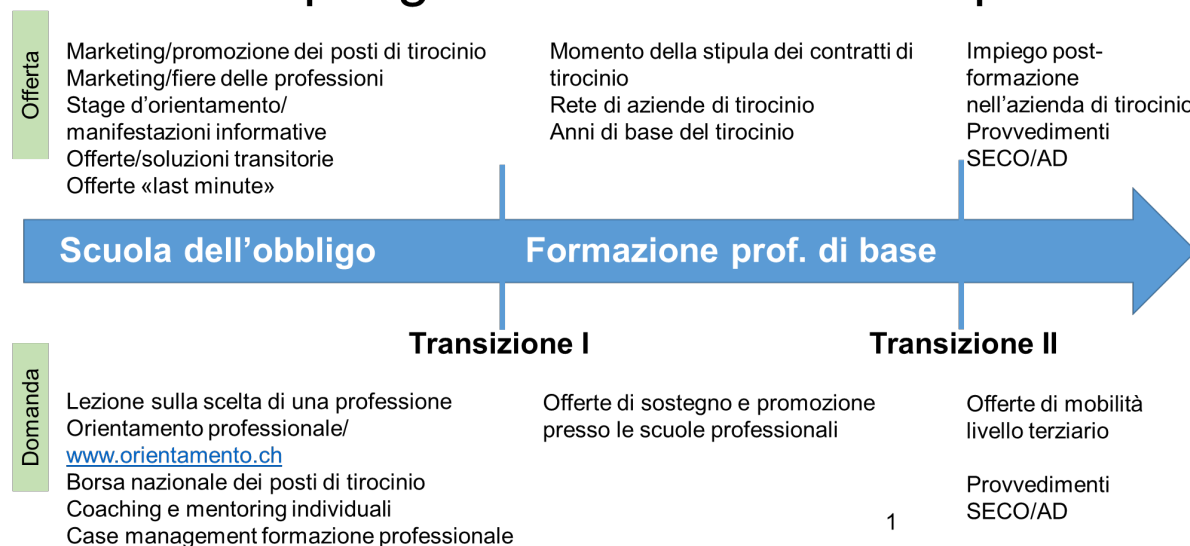 Offerta
Marketing/promozione dei posti di tirocinio
Marketing/fiere delle professioni
Stage d'orientamento/
manifestazioni informative
Offerte/soluzioni transitorie
Offerte «last minute»
Momento della stipula dei contratti di
tirocinio
Rete di aziende di tirocinio
Anni di base del tirocinio
Impiego post-
formazione
nell'azienda di tirocinio
Provvedimenti
SECO/AD
Scuola dell'obbligo
Formazione prof. di base
Transizione I
Transizione II
Domanda
Lezione sulla scelta di una professione
Orientamento professionale/
www.orientamento.ch
Borsa nazionale dei posti di tirocinio
Coaching e mentoring individuali
Case management formazione professionale
Offerte di sostegno e promozione
presso le scuole professionali
Offerte di mobilità
livello terziario
Provvedimenti
SECO/AD
1